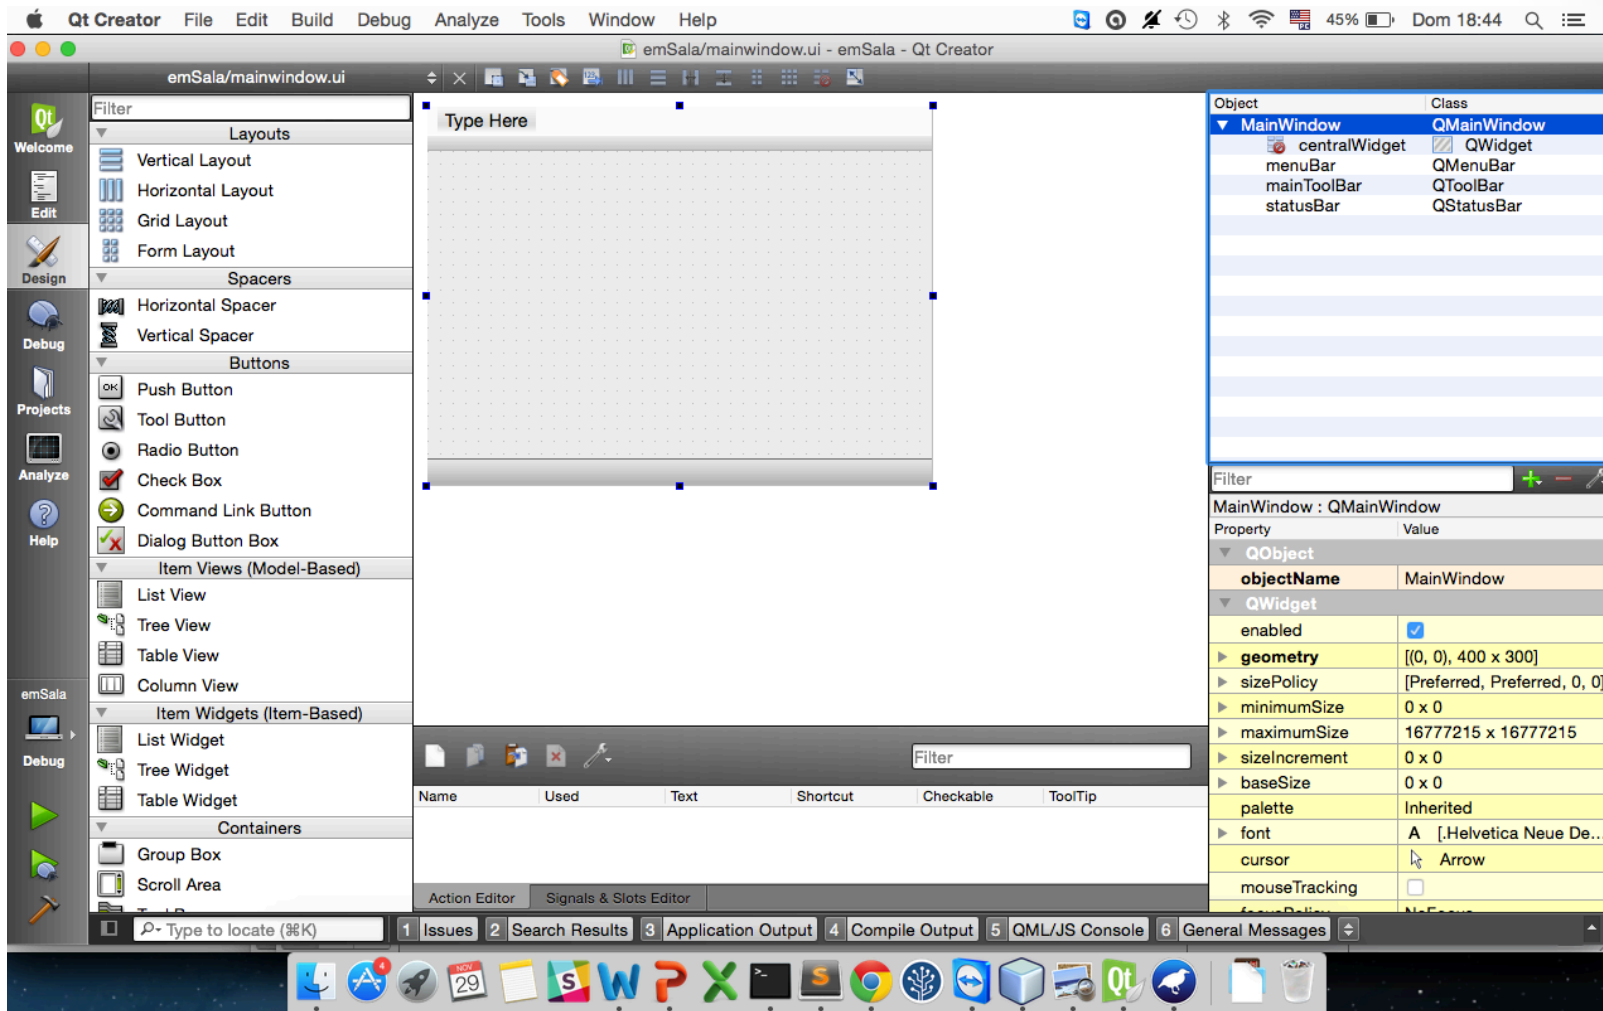 Qt Creator File Edit Build Debug Analyze Tools Window Help 45% Dom 18:44
emSala/mainwindow.ui - emSala - Qt Creator
emSala/mainwindow.ui
Welcome
Edit
Design
Debug
Projects
Analyze
Help
emSala
Debug
Filter
Layouts
Vertical Layout
Horizontal Layout
Grid Layout
Form Layout
Spacers
Horizontal Spacer
Vertical Spacer
Buttons
Push Button
Tool Button
Radio Button
Check Box
Command Link Button
Dialog Button Box
Item Views (Model-Based)
List View
Tree View
Table View
Column View
Item Widgets (Item-Based)
List Widget
Tree Widget
Table Widget
Containers
Group Box
Scroll Area
Type Here
Filter
Name Used Text Shortcut Checkable ToolTip
Action Editor Signals & Slots Editor
Object Class
MainWindow QMainWindow
centralWidget QWidget
menuBar QMenuBar
mainToolBar QToolBar
statusBar QStatusBar
Filter
MainWindow : QMainWindow
Property Value
QObject
objectName MainWindow
QWidget
enabled
geometry [(0, 0), 400 x 300]
sizePolicy [Preferred, Preferred, 0, 0]
minimumSize 0 x 0
maximumSize 16777215 x 16777215
sizeIncrement 0 x 0
baseSize 0 x 0
palette Inherited
font A [.Helvetica Neue De...
cursor Arrow
mouseTracking
Type to locate (⌘K) 1 Issues 2 Search Results 3 Application Output 4 Compile Output 5 QML/JS Console 6 General Messages
4
NOV
29